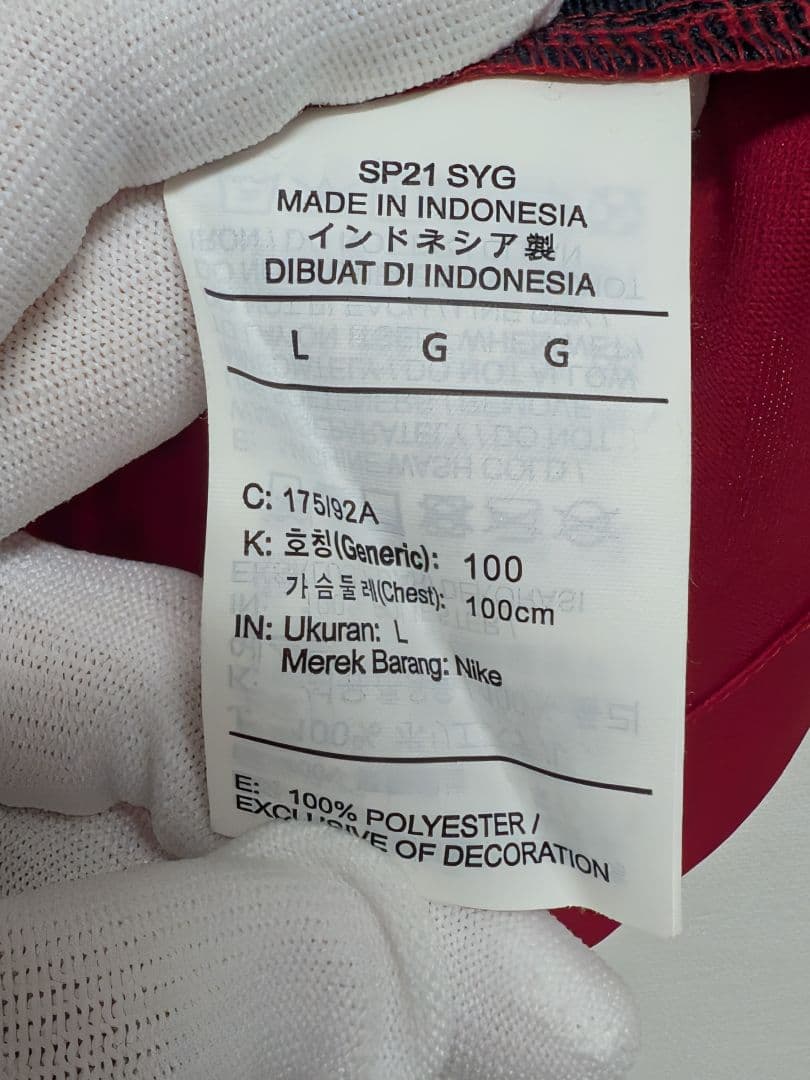 SP21 SYG
MADE IN INDONESIA
インドネシア製
DIBUAT DI INDONESIA
L G G
C: 175/92A
K: 호칭(Generic): 100
가슴둘레(Chest): 100cm
IN: Ukuran: L
Merek Barang: Nike
E: 100% POLYESTER /
EXCLUSIVE OF DECORATION